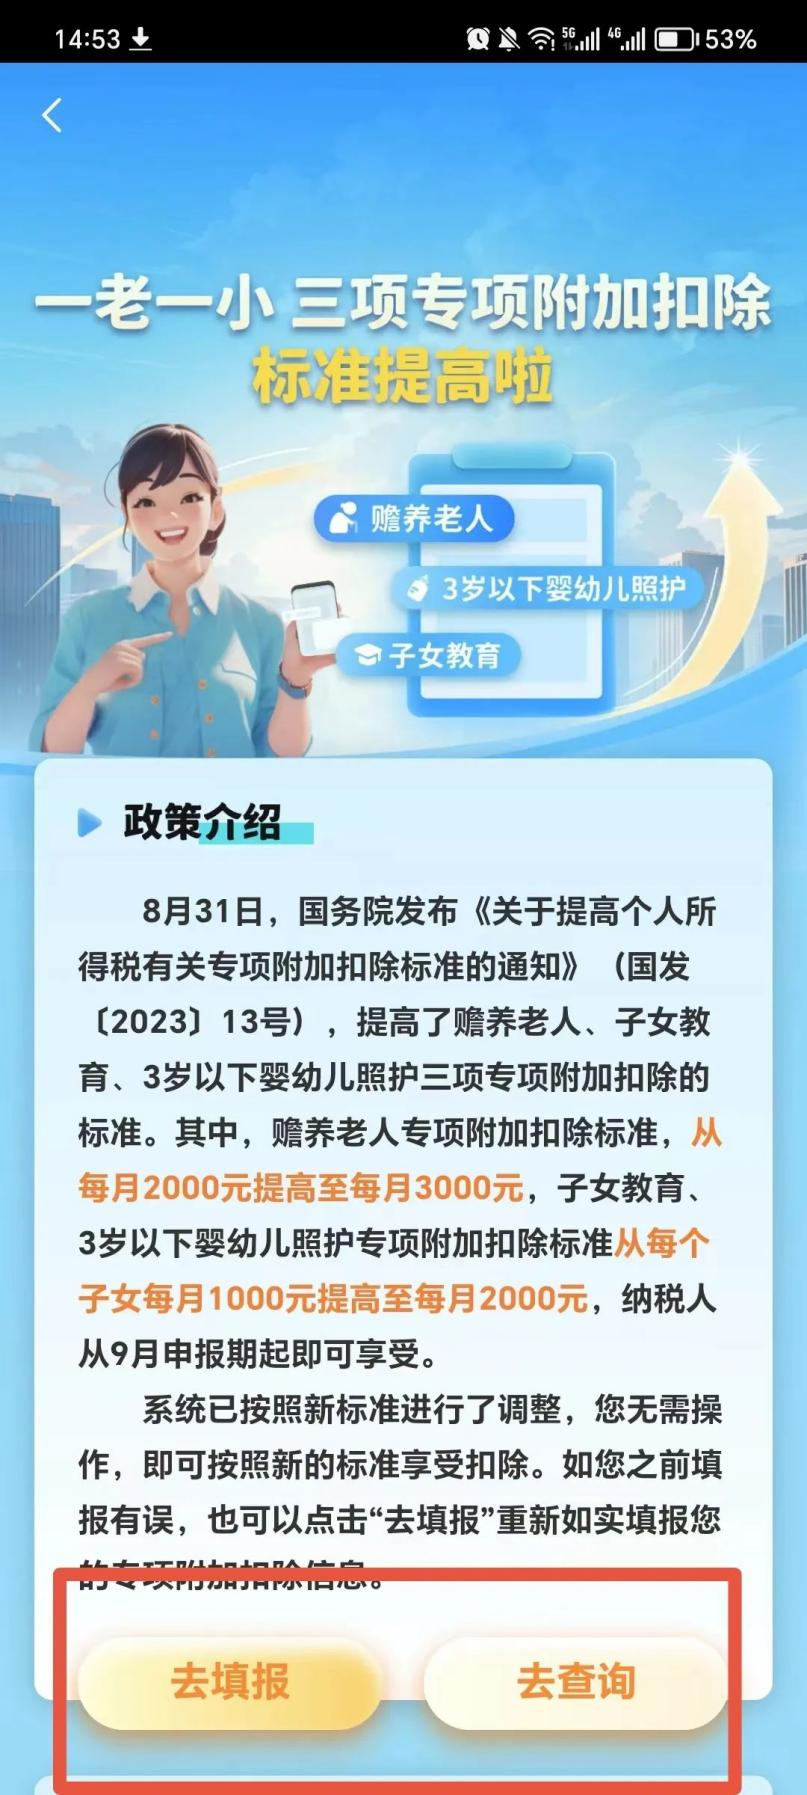 14:53
5G
4G
53%
一老一小 三项专项附加扣除
标准提高啦
赡养老人
3岁以下婴幼儿照护
子女教育
政策介绍
8月31日，国务院发布《关于提高个人所
得税有关专项附加扣除标准的通知》（国发
〔2023〕13号），提高了赡养老人、子女教
育、3岁以下婴幼儿照护三项专项附加扣除的
标准。其中，赡养老人专项附加扣除标准，从
每月2000元提高至每月3000元，子女教育、
3岁以下婴幼儿照护专项附加扣除标准从每个
子女每月1000元提高至每月2000元，纳税人
从9月申报期起即可享受。
系统已按照新标准进行了调整，您无需操
作，即可按照新的标准享受扣除。如您之前填
报有误，也可以点击“去填报”重新如实填报您
的专项附加扣除信息。
去填报
去查询